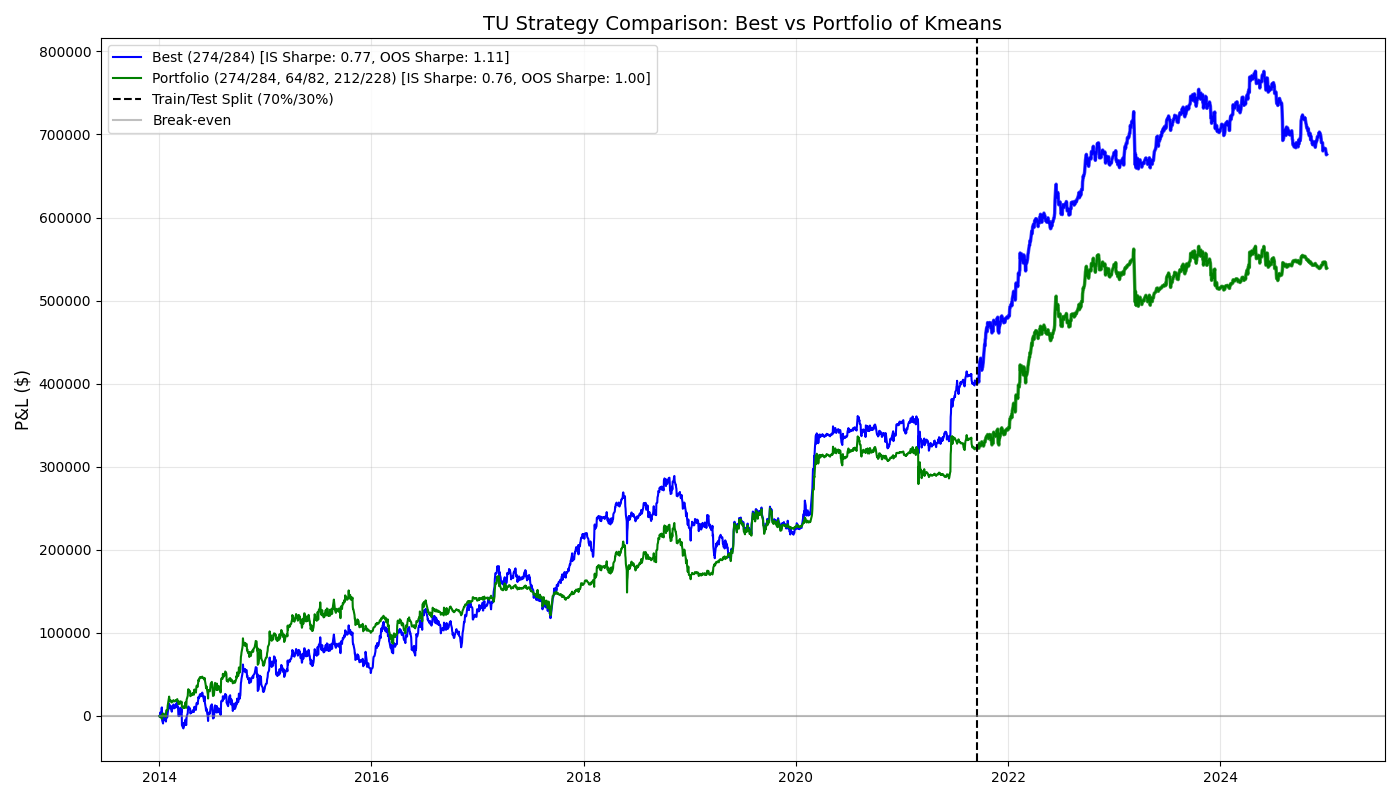 TU Strategy Comparison: Best vs Portfolio of Kmeans
Best (274/284) [IS Sharpe: 0.77, OOS Sharpe: 1.11]
Portfolio (274/284, 64/82, 212/228) [IS Sharpe: 0.76, OOS Sharpe: 1.00]
Train/Test Split (70%/30%)
Break-even
P&L ($)
800000
700000
600000
500000
400000
300000
200000
100000
0
2014
2016
2018
2020
2022
2024